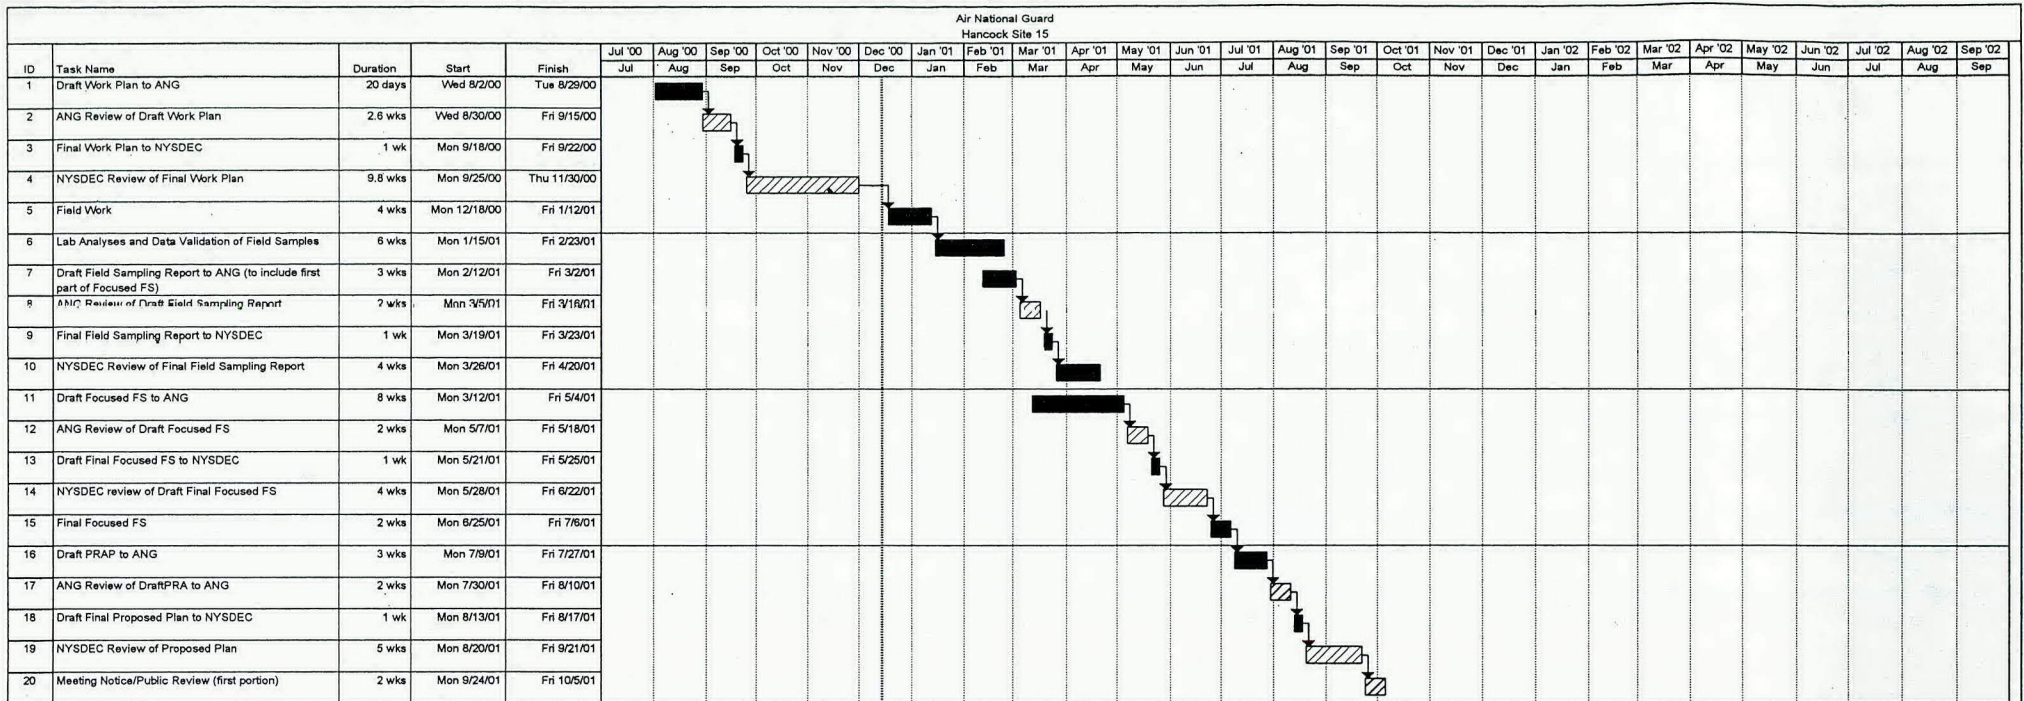 Air National Guard
Hancock Site 15
Jul '00 Aug '00 Sep '00 Oct '00 Nov '00 Dec '00 Jan '01 Feb '01 Mar '01 Apr '01 May '01 Jun '01 Jul '01 Aug '01 Sep '01 Oct '01 Nov '01 Dec '01 Jan '02 Feb '02 Mar '02 Apr '02 May '02 Jun '02 Jul '02 Aug '02 Sep '02
ID Task Name Duration Start Finish Jul Aug Sep Oct Nov Dec Jan Feb Mar Apr May Jun Jul Aug Sep Oct Nov Dec Jan Feb Mar Apr May Jun Jul Aug Sep
1 Draft Work Plan to ANG 20 days Wed 8/2/00 Tue 8/29/00
2 ANG Review of Draft Work Plan 2.6 wks Wed 8/30/00 Fri 9/15/00
3 Final Work Plan to NYSDEC 1 wk Mon 9/18/00 Fri 9/22/00
4 NYSDEC Review of Final Work Plan 9.8 wks Mon 9/25/00 Thu 11/30/00
5 Field Work 4 wks Mon 12/18/00 Fri 1/12/01
6 Lab Analyses and Data Validation of Field Samples 6 wks Mon 1/15/01 Fri 2/23/01
7 Draft Field Sampling Report to ANG (to include first 3 wks Mon 2/12/01 Fri 3/2/01
part of Focused FS)
8 ANG Review of Draft Field Sampling Report 2 wks Mon 3/5/01 Fri 3/16/01
9 Final Field Sampling Report to NYSDEC 1 wk Mon 3/19/01 Fri 3/23/01
10 NYSDEC Review of Final Field Sampling Report 4 wks Mon 3/26/01 Fri 4/20/01
11 Draft Focused FS to ANG 8 wks Mon 3/12/01 Fri 5/4/01
12 ANG Review of Draft Focused FS 2 wks Mon 5/7/01 Fri 5/18/01
13 Draft Final Focused FS to NYSDEC 1 wk Mon 5/21/01 Fri 5/25/01
14 NYSDEC review of Draft Final Focused FS 4 wks Mon 5/28/01 Fri 6/22/01
15 Final Focused FS 2 wks Mon 6/25/01 Fri 7/6/01
16 Draft PRAP to ANG 3 wks Mon 7/9/01 Fri 7/27/01
17 ANG Review of DraftPRA to ANG 2 wks Mon 7/30/01 Fri 8/10/01
18 Draft Final Proposed Plan to NYSDEC 1 wk Mon 8/13/01 Fri 8/17/01
19 NYSDEC Review of Proposed Plan 5 wks Mon 8/20/01 Fri 9/21/01
20 Meeting Notice/Public Review (first portion) 2 wks Mon 9/24/01 Fri 10/5/01